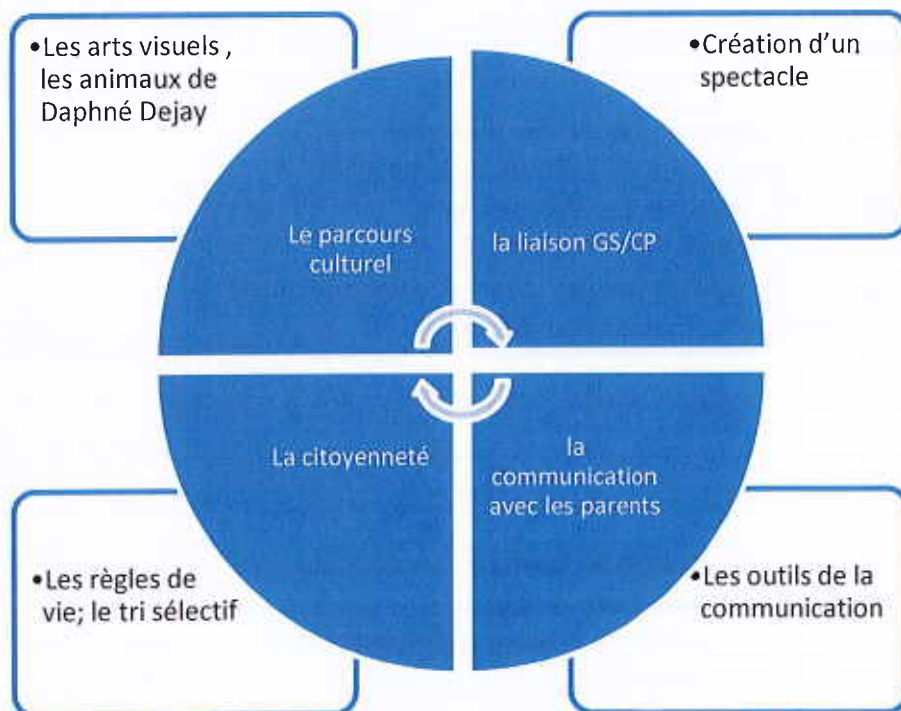 •Les arts visuels ,
les animaux de
Daphné Dejay
•Création d'un
spectacle
Le parcours
culturel
la liaison GS/CP
La citoyenneté
la
communication
avec les parents
•Les règles de
vie; le tri sélectif
•Les outils de la
communication